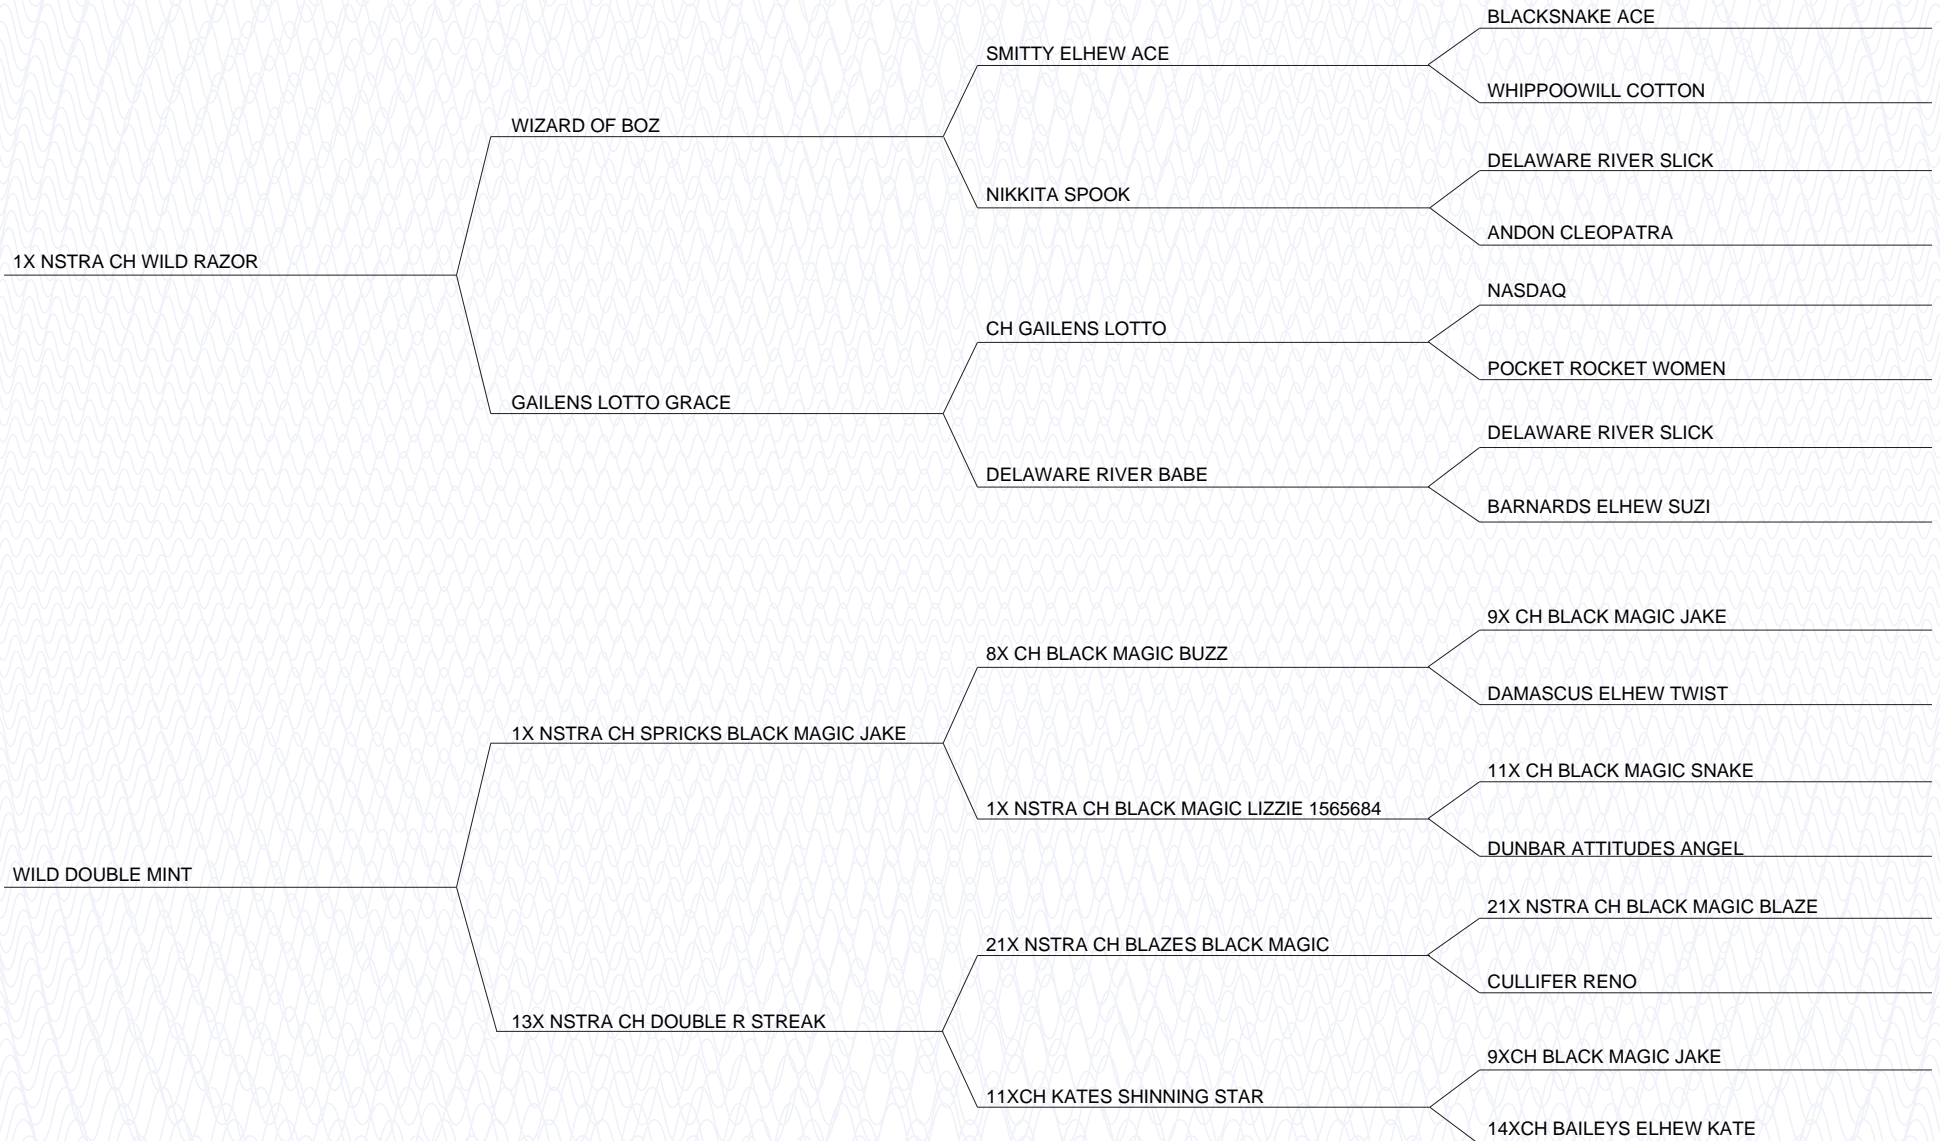 BLACKSNAKE ACE
SMITTY ELHEW ACE
WHIPPOOWILL COTTON
WIZARD OF BOZ
DELAWARE RIVER SLICK
NIKKITA SPOOK
ANDON CLEOPATRA
1X NSTRA CH WILD RAZOR
NASDAQ
CH GAILENS LOTTO
POCKET ROCKET WOMEN
GAILENS LOTTO GRACE
DELAWARE RIVER SLICK
DELAWARE RIVER BABE
BARNARDS ELHEW SUZI
9X CH BLACK MAGIC JAKE
8X CH BLACK MAGIC BUZZ
DAMASCUS ELHEW TWIST
1X NSTRA CH SPRICKS BLACK MAGIC JAKE
11X CH BLACK MAGIC SNAKE
1X NSTRA CH BLACK MAGIC LIZZIE 1565684
DUNBAR ATTITUDES ANGEL
WILD DOUBLE MINT
21X NSTRA CH BLACK MAGIC BLAZE
21X NSTRA CH BLAZES BLACK MAGIC
CULLIFER RENO
13X NSTRA CH DOUBLE R STREAK
9XCH BLACK MAGIC JAKE
11XCH KATES SHINNING STAR
14XCH BAILEYS ELHEW KATE